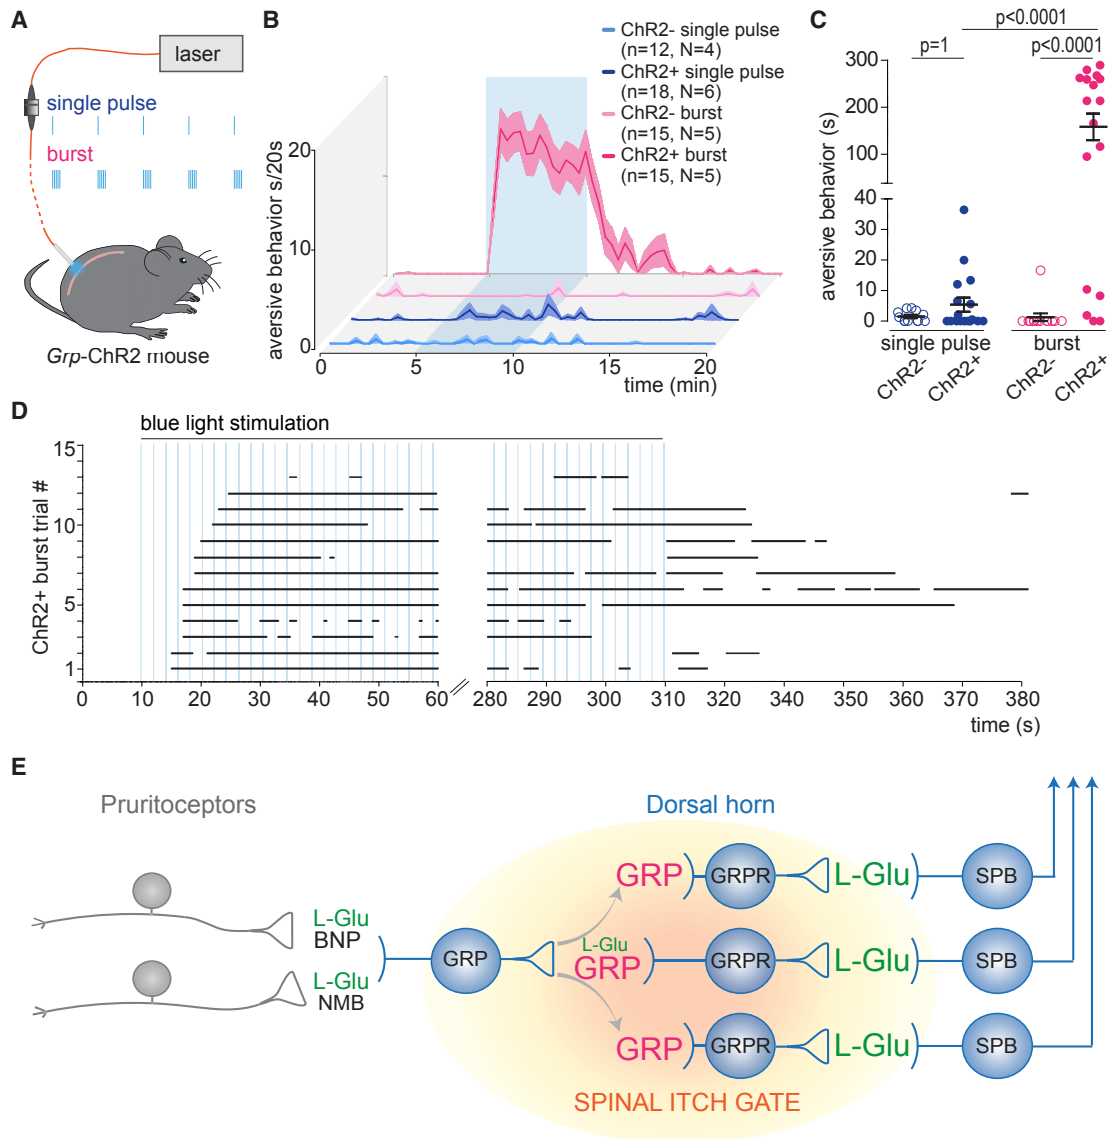 A
laser
single pulse
burst
Grp-ChR2 mouse
B
ChR2- single pulse
(n=12, N=4)
ChR2+ single pulse
(n=18, N=6)
ChR2- burst
(n=15, N=5)
ChR2+ burst
(n=15, N=5)
aversive behavior s/20s
20
10
0
0 5 10 15 20
time (min)
C
p<0.0001
p=1 p<0.0001
aversive behavior (s)
300
200
100
40
30
20
10
0
single pulse burst
ChR2- ChR2+ ChR2- ChR2+
D
blue light stimulation
ChR2+ burst trial #
15
10
5
1
0 10 20 30 40 50 60 280 290 300 310 320 330 340 350 360 370 380
time (s)
E
Pruritoceptors
Dorsal horn
GRP GRPR L-Glu SPB
L-Glu
BNP
L-Glu
NMB
GRP
L-Glu
GRP GRPR L-Glu SPB
GRP GRPR L-Glu SPB
SPINAL ITCH GATE